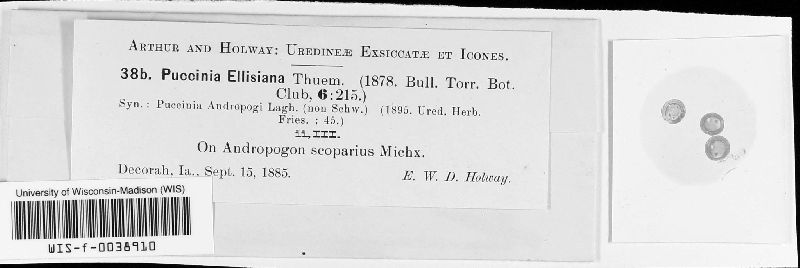 Arthur and Holway: Uredineæ Exsiccatæ et Icones.
38b. Puccinia Ellisiana Thuem. (1878. Bull. Torr. Bot.
Club, 6:215.)
Syn.: Puccinia Andropogi Lagh. (non Schw.) (1895. Ured. Herb.
Fries. : 45.)
ii, III.
On Andropogon scoparius Michx.
Decorah, Ia., Sept. 15, 1885. E. W. D. Holway.
University of Wisconsin-Madison (WIS)
WIS-f-0038910